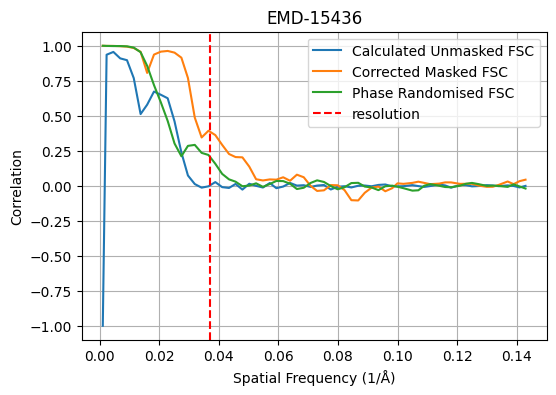 EMD-15436
1.00
0.75
0.50
0.25
0.00
−0.25
−0.50
−0.75
−1.00
Correlation
Calculated Unmasked FSC
Corrected Masked FSC
Phase Randomised FSC
resolution
0.00 0.02 0.04 0.06 0.08 0.10 0.12 0.14
Spatial Frequency (1/Å)